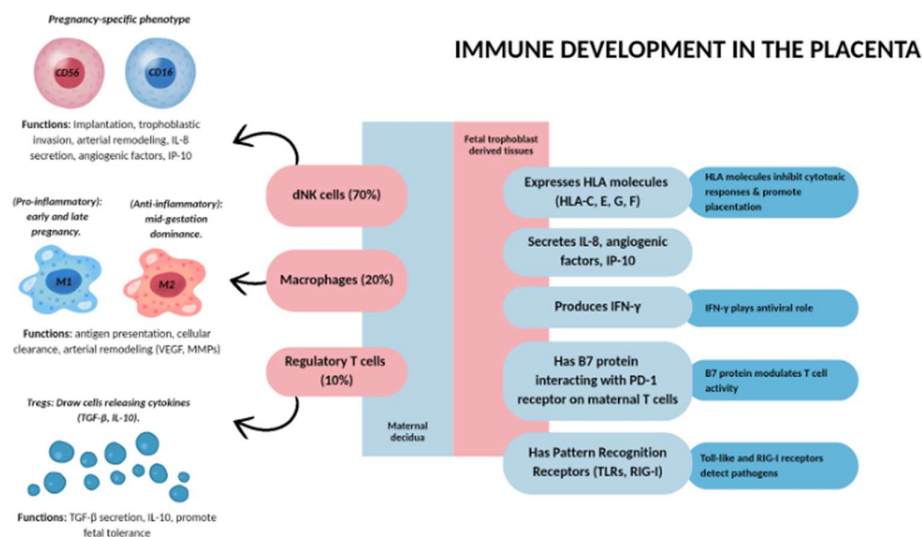 IMMUNE DEVELOPMENT IN THE PLACENTA
Pregnancy-specific phenotype
CD56
CD16
Functions: Implantation, trophoblastic
invasion, arterial remodeling, IL-8
secretion, angiogenic factors, IP-10
(Pro-inflammatory):
early and late
pregnancy.
(Anti-inflammatory):
mid-gestation
dominance.
M1
M2
Functions: antigen presentation, cellular
clearance, arterial remodeling (VEGF, MMPs)
Tregs: Draw cells releasing cytokines
(TGF-β, IL-10).
Functions: TGF-β secretion, IL-10, promote
fetal tolerance
dNK cells (70%)
Macrophages (20%)
Regulatory T cells
(10%)
Maternal
decidua
Fetal trophoblast
derived tissues
Expresses HLA molecules
(HLA-C, E, G, F)
HLA molecules inhibit cytotoxic
responses & promote
placentation
Secretes IL-8, angiogenic
factors, IP-10
Produces IFN-γ
IFN-γ plays antiviral role
Has B7 protein
interacting with PD-1
receptor on maternal T cells
B7 protein modulates T cell
activity
Has Pattern Recognition
Receptors (TLRs, RIG-I)
Toll-like and RIG-I receptors
detect pathogens